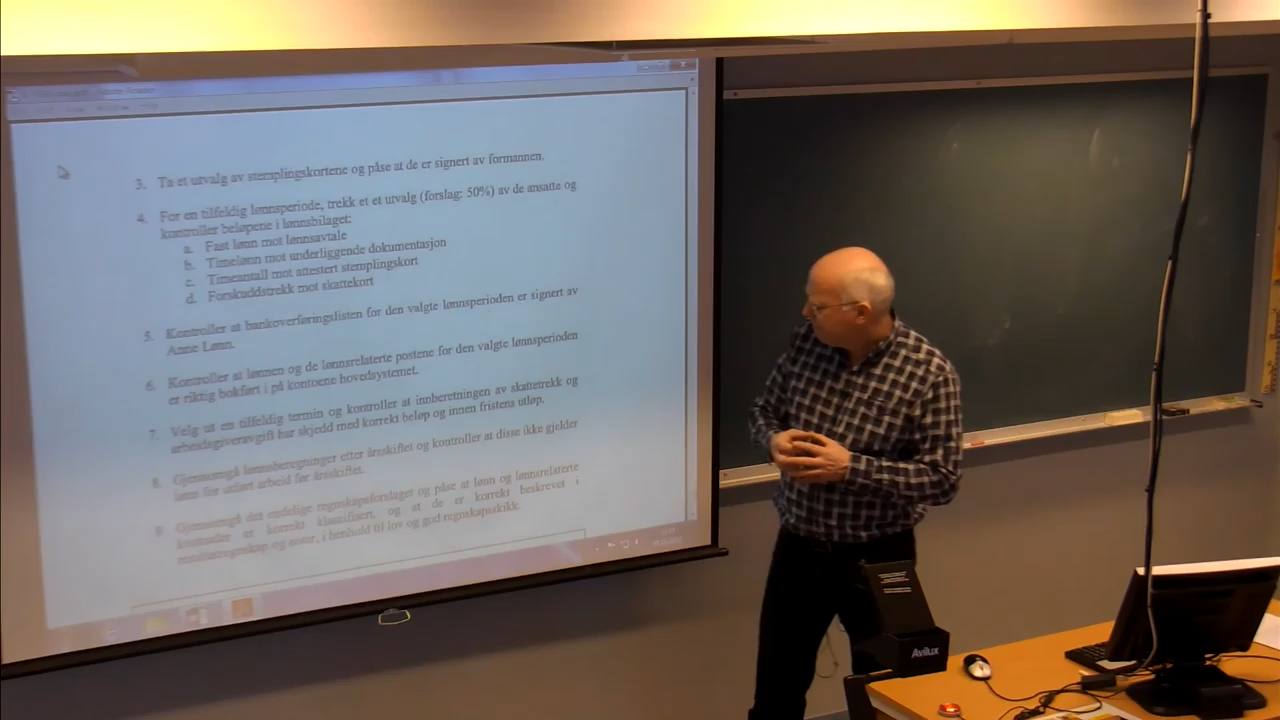 Adobe Reader
3. Ta et utvalg av stemplingskortene og påse at de er signert av formannen.
4. For en tilfeldig lønnsperiode, trekk et et utvalg (forslag: 50%) av de ansatte og
kontroller beløpene i lønnsbilaget:
a. Fast lønn mot lønnsavtale
b. Timelønn mot underliggende dokumentasjon
c. Timeantall mot attestert stemplingskort
d. Forskuddstrekk mot skattekort
5. Kontroller at bankoverføringslisten for den valgte lønnsperioden er signert av
Anne Lønn.
6. Kontroller at lønnen og de lønnsrelaterte postene for den valgte lønnsperioden
er riktig bokført i på kontoene hovedsystemet.
7. Velg ut en tilfeldig termin og kontroller at innberetningen av skattetrekk og
arbeidsgiveravgift har skjedd med korrekt beløp og innen fristens utløp.
8. Gjennomgå lønnsberegninger etter årsskiftet og kontroller at disse ikke gjelder
lønn for utført arbeid før årsskiftet.
9. Gjennomgå det endelige regnskapsforslaget og påse at lønn og lønnsrelaterte
kostnader er korrekt klassifisert, og at de er korrekt beskrevet i
resultatregnskap og noter, i henhold til lov og god regnskapsskikk.
Avilux